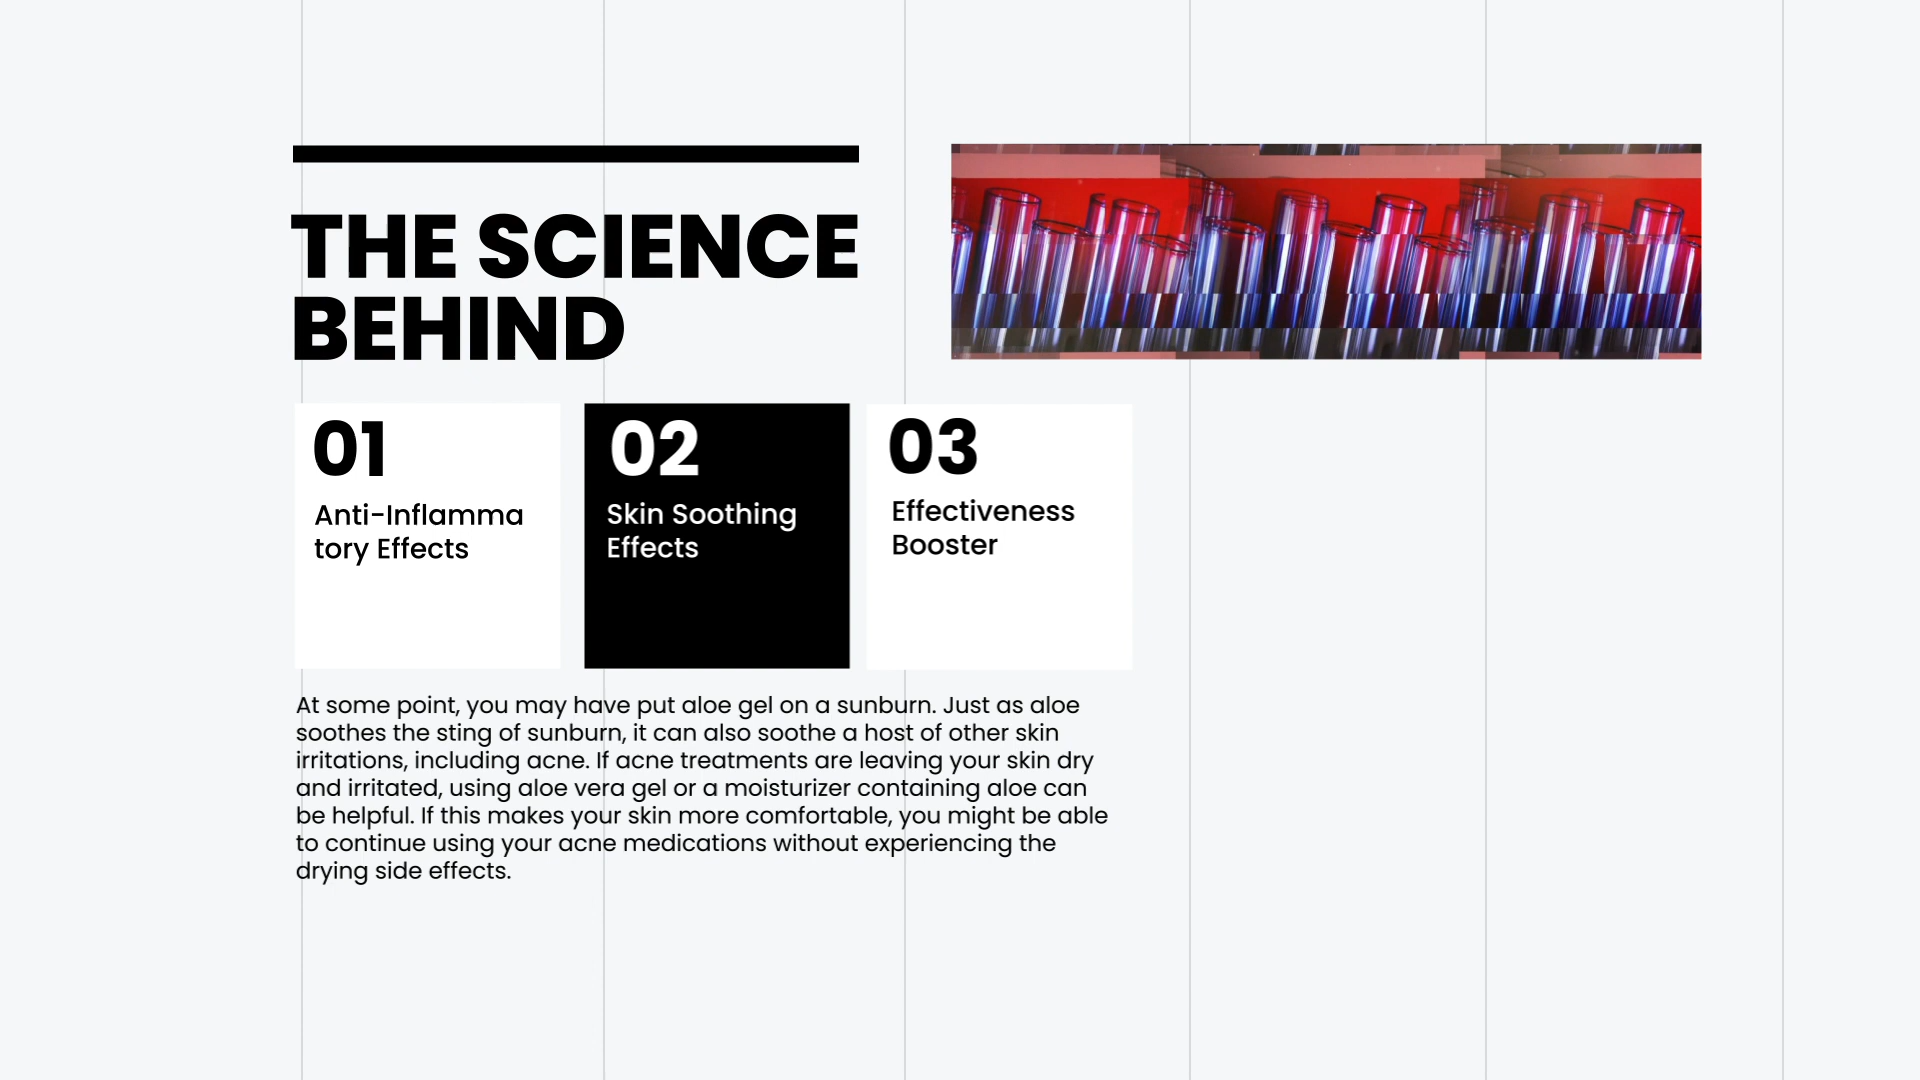 THE SCIENCE
BEHIND
01
Anti-Inflamma
tory Effects
02
Skin Soothing
Effects
03
Effectiveness
Booster
At some point, you may have put aloe gel on a sunburn. Just as aloe
soothes the sting of sunburn, it can also soothe a host of other skin
irritations, including acne. If acne treatments are leaving your skin dry
and irritated, using aloe vera gel or a moisturizer containing aloe can
be helpful. If this makes your skin more comfortable, you might be able
to continue using your acne medications without experiencing the
drying side effects.